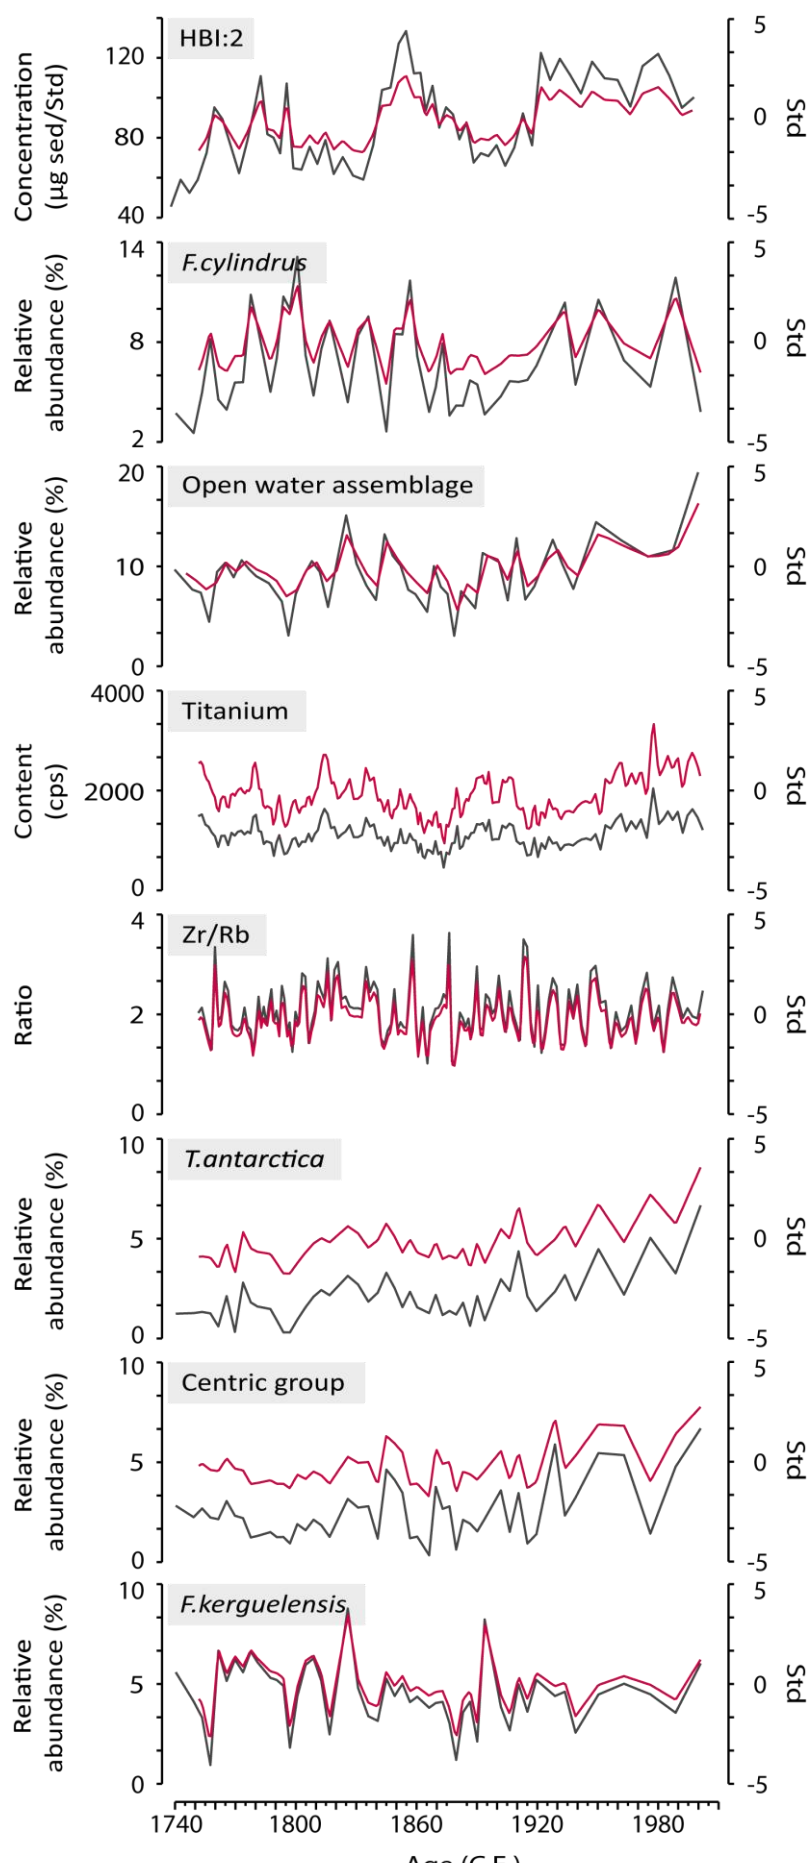 HBI:2
Concentration
(µg sed/Std)
120
80
40
5
0
-5
Std
F.cylindrus
Relative
abundance (%)
14
8
2
5
0
-5
Std
Open water assemblage
Relative
abundance (%)
20
10
0
5
0
-5
Std
Titanium
Content
(cps)
4000
2000
0
5
0
-5
Std
Zr/Rb
Ratio
4
2
0
5
0
-5
Std
T.antarctica
Relative
abundance (%)
10
5
0
5
0
-5
Std
Centric group
Relative
abundance (%)
10
5
0
5
0
-5
Std
F.kerguelensis
Relative
abundance (%)
10
5
0
5
0
-5
Std
1740 1800 1860 1920 1980
Age (C.E.)